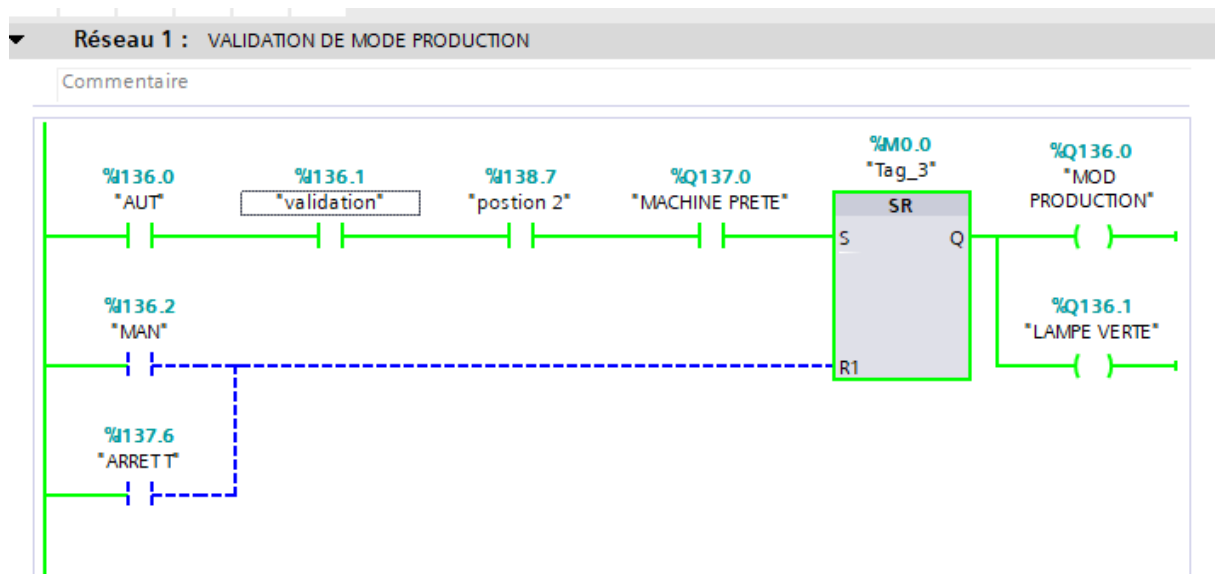 Réseau 1 : VALIDATION DE MODE PRODUCTION
Commentaire
%I136.0
"AUT"
%I136.1
"validation"
%I138.7
"postion 2"
%Q137.0
"MACHINE PRETE"
%M0.0
"Tag_3"
SR
S
Q
R1
%Q136.0
"MOD
PRODUCTION"
%I136.2
"MAN"
%Q136.1
"LAMPE VERTE"
%I137.6
"ARRETT"